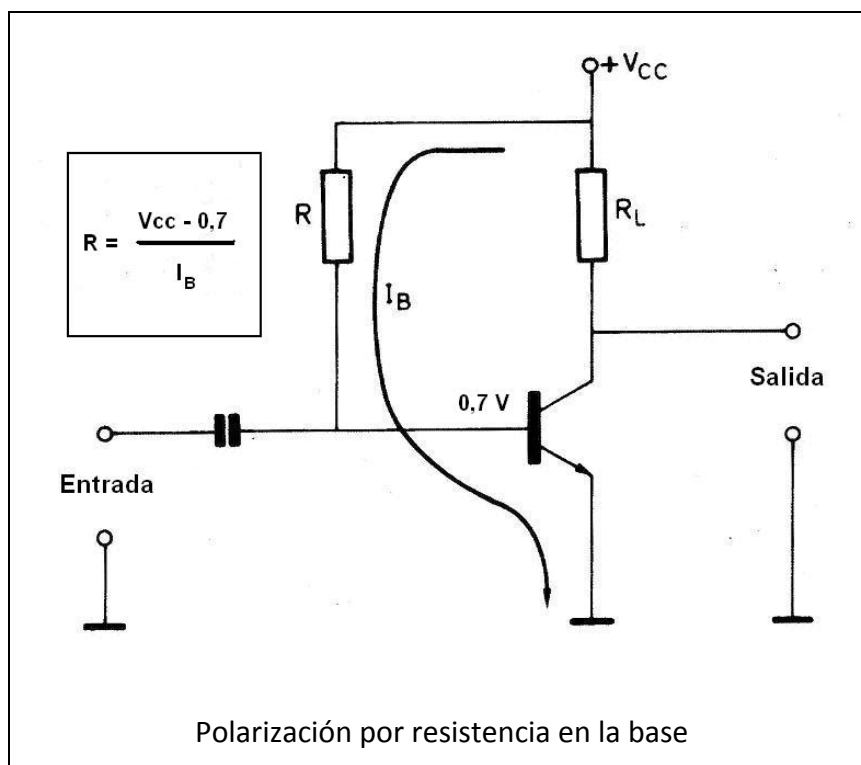 + VCC
R
RL
R = Vcc - 0,7 / IB
IB
0,7 V
Salida
Entrada
Polarización por resistencia en la base